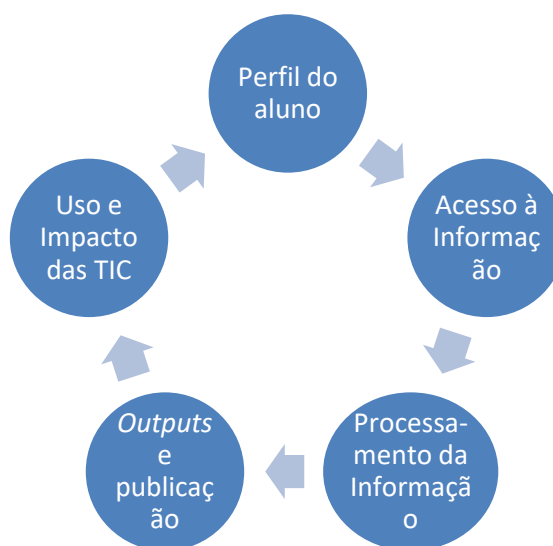 Perfil do
aluno
Acesso à
Informaç
ão
Processa-
mento da
Informaçã
o
Outputs
e
publicaç
ão
Uso e
Impacto
das TIC